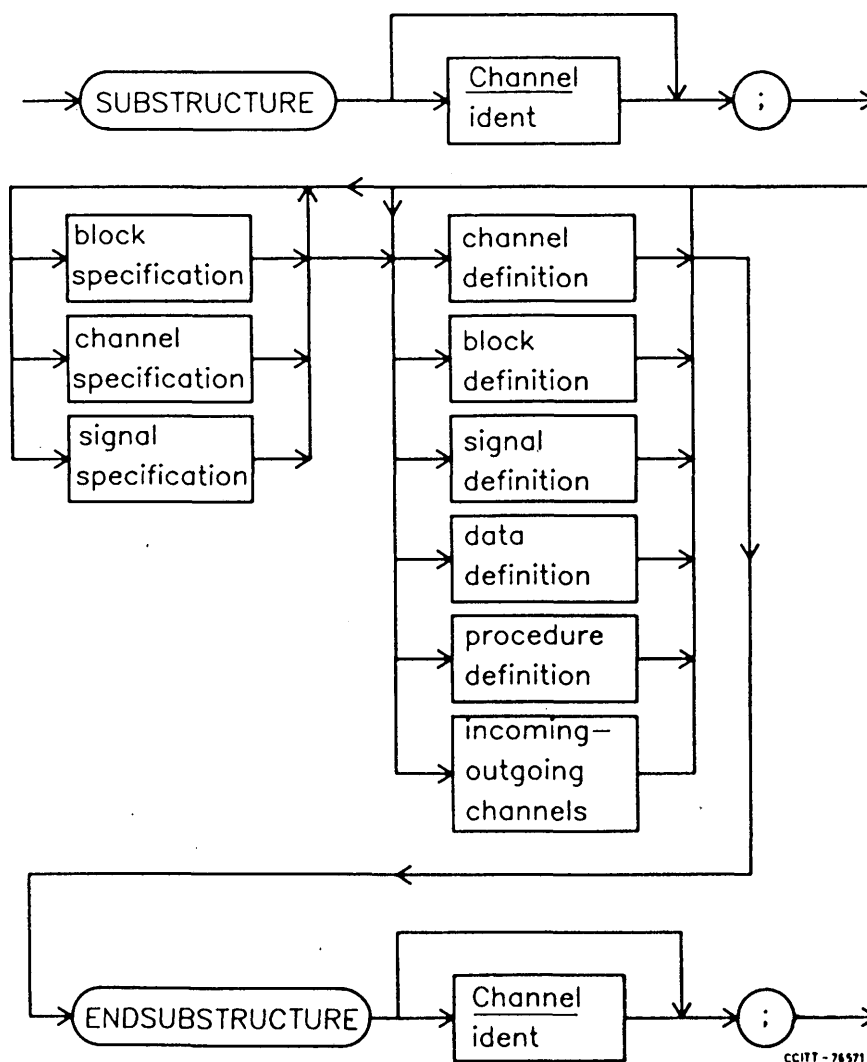 SUBSTRUCTURE
Channel
ident
;
block
specification
channel
specification
signal
specification
channel
definition
block
definition
signal
definition
data
definition
procedure
definition
incoming—
outgoing
channels
ENDSUBSTRUCTURE
Channel
ident
;
CCITT - 76571